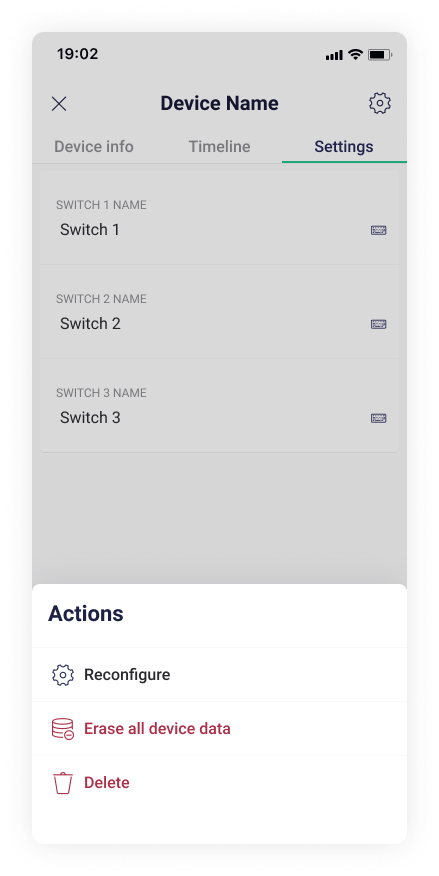 19:02
Device Name
Device info Timeline Settings
SWITCH 1 NAME
Switch 1
SWITCH 2 NAME
Switch 2
SWITCH 3 NAME
Switch 3
Actions
Reconfigure
Erase all device data
Delete